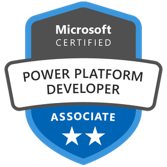 Microsoft
CERTIFIED
POWER PLATFORM
DEVELOPER
ASSOCIATE